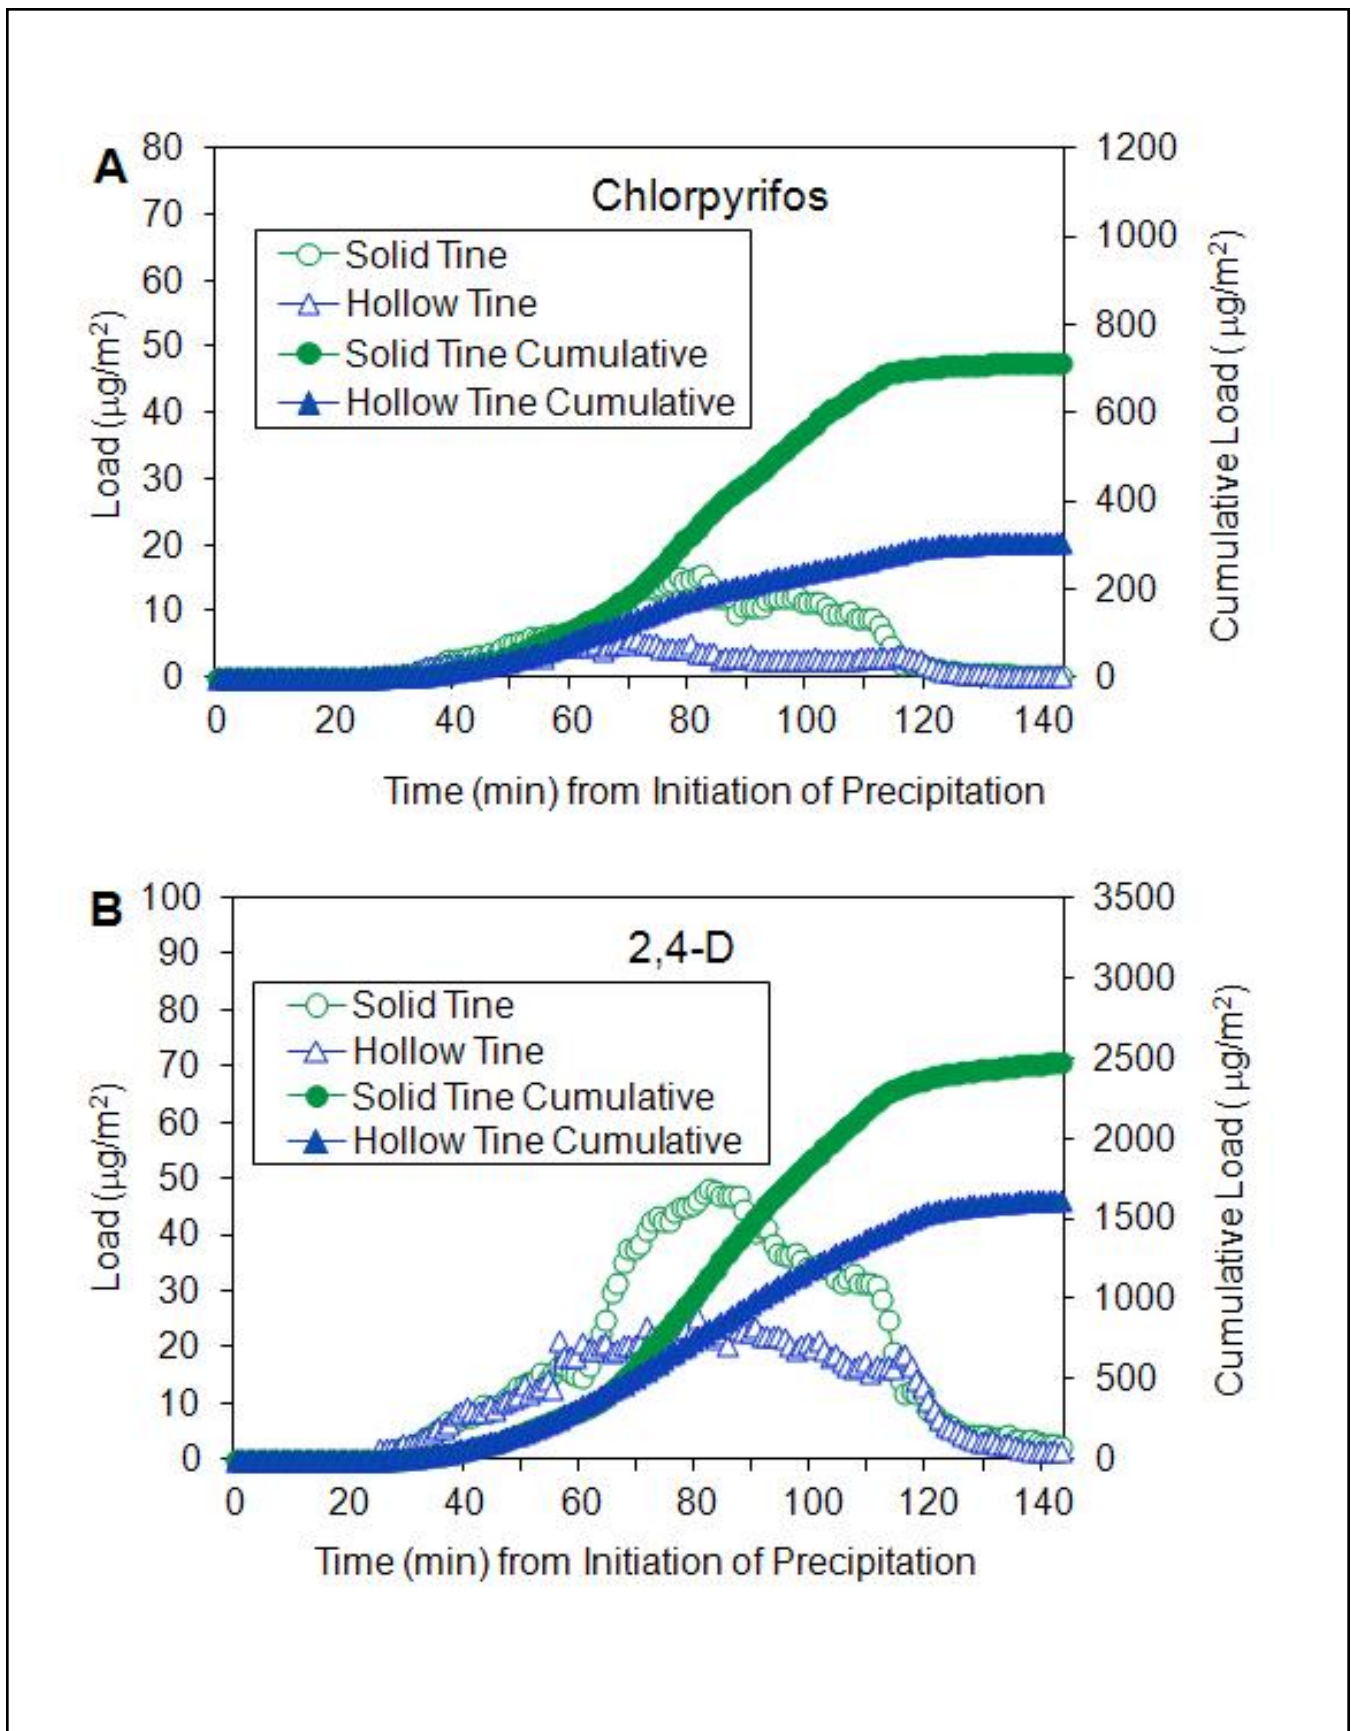 A
Chlorpyrifos
80
70
60
50
40
30
20
10
0
Load (µg/m²)
Solid Tine
Hollow Tine
Solid Tine Cumulative
Hollow Tine Cumulative
1200
1000
800
600
400
200
0
Cumulative Load ( µg/m²)
0 20 40 60 80 100 120 140
Time (min) from Initiation of Precipitation
B
2,4-D
100
90
80
70
60
50
40
30
20
10
0
Load (µg/m²)
Solid Tine
Hollow Tine
Solid Tine Cumulative
Hollow Tine Cumulative
3500
3000
2500
2000
1500
1000
500
0
Cumulative Load ( µg/m²)
0 20 40 60 80 100 120 140
Time (min) from Initiation of Precipitation